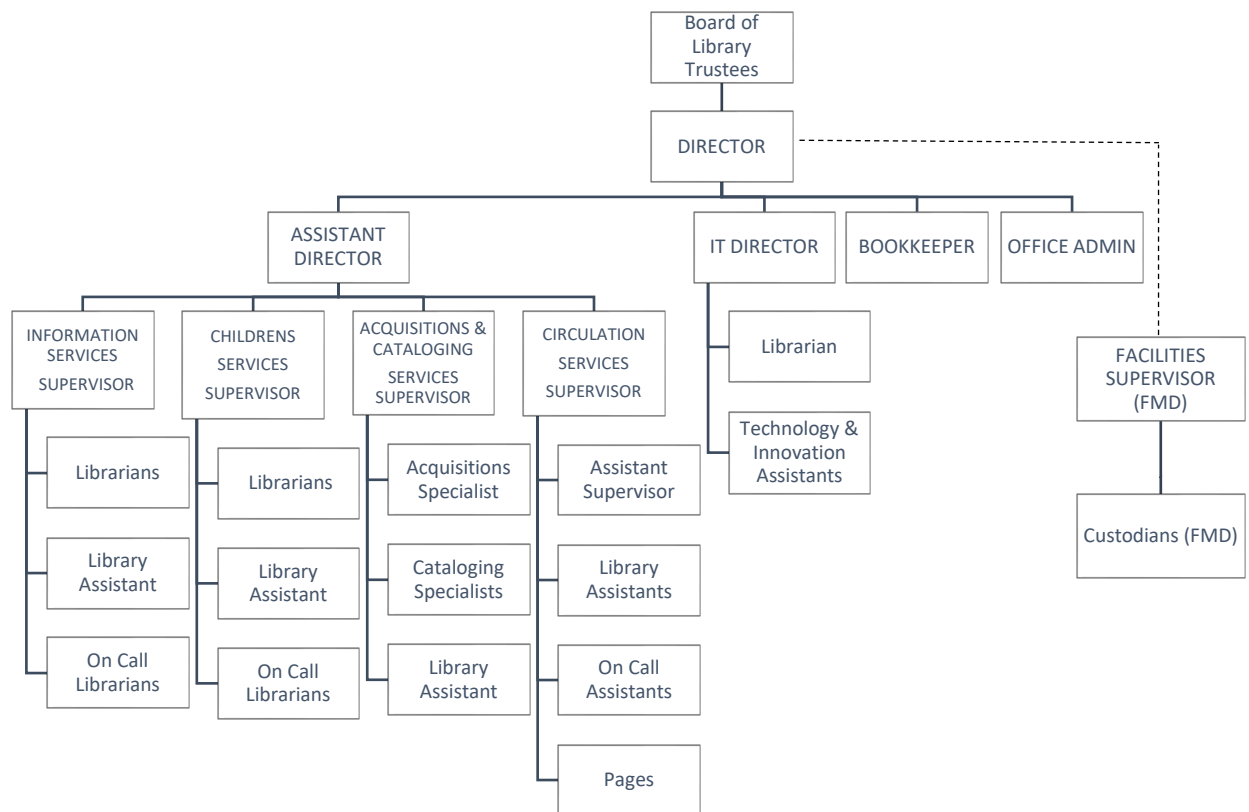 Board of
Library
Trustees
DIRECTOR
ASSISTANT
DIRECTOR
IT DIRECTOR
BOOKKEEPER
OFFICE ADMIN
INFORMATION
SERVICES
SUPERVISOR
CHILDRENS
SERVICES
SUPERVISOR
ACQUISITIONS &
CATALOGING
SERVICES
SUPERVISOR
CIRCULATION
SERVICES
SUPERVISOR
Librarian
Technology &
Innovation
Assistants
FACILITIES
SUPERVISOR
(FMD)
Custodians (FMD)
Librarians
Library
Assistant
On Call
Librarians
Librarians
Library
Assistant
On Call
Librarians
Acquisitions
Specialist
Cataloging
Specialists
Library
Assistant
Assistant
Supervisor
Library
Assistants
On Call
Assistants
Pages